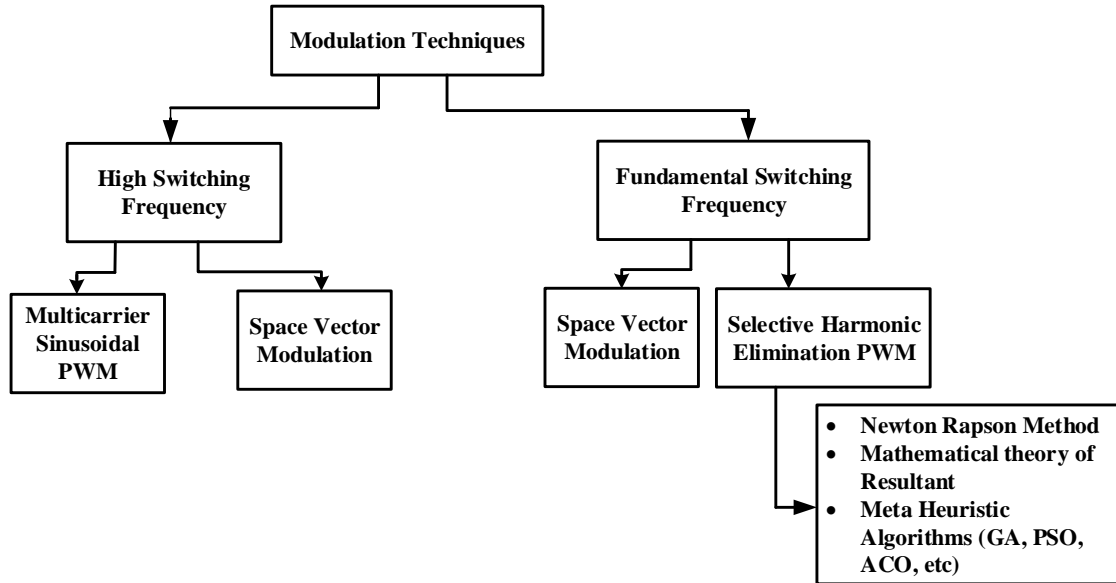 Modulation Techniques
High Switching
Frequency
Fundamental Switching
Frequency
Multicarrier
Sinusoidal
PWM
Space Vector
Modulation
Space Vector
Modulation
Selective Harmonic
Elimination PWM
• Newton Rapson Method
• Mathematical theory of
Resultant
• Meta Heuristic
Algorithms (GA, PSO,
ACO, etc)